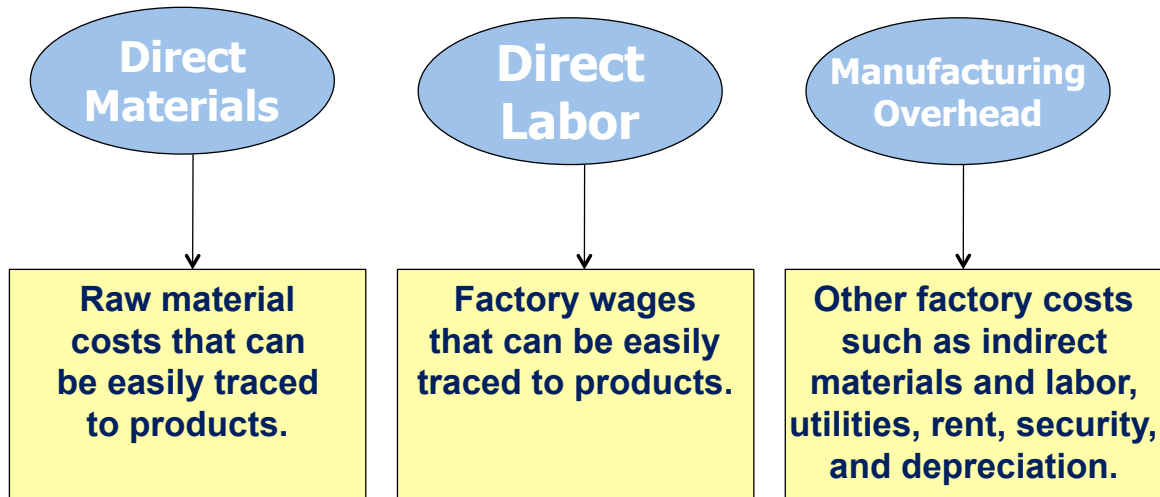 Direct
Materials
Direct
Labor
Manufacturing
Overhead
Raw material
costs that can
be easily traced
to products.
Factory wages
that can be easily
traced to products.
Other factory costs
such as indirect
materials and labor,
utilities, rent, security,
and depreciation.